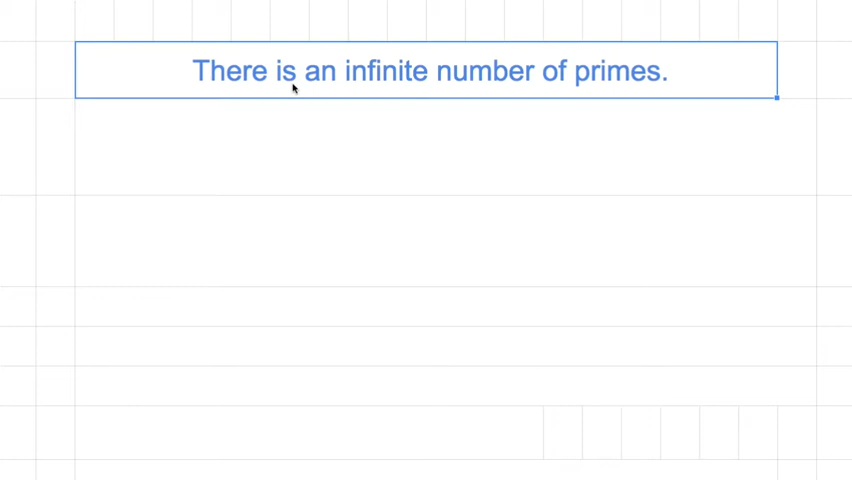 There is an infinite number of primes.